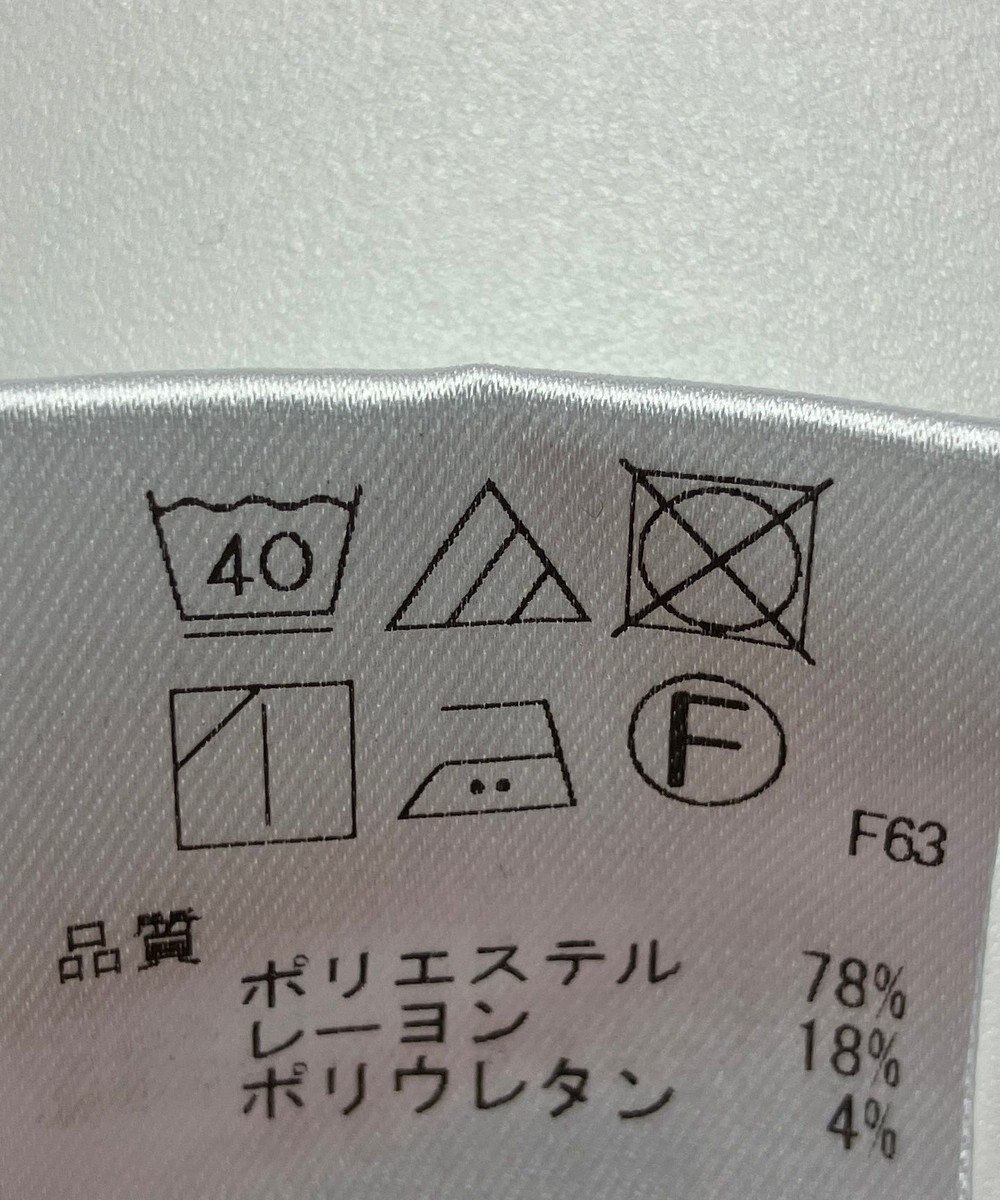 40
F
F63
品質
ポリエステル 78%
レーヨン 18%
ポリウレタン 4%